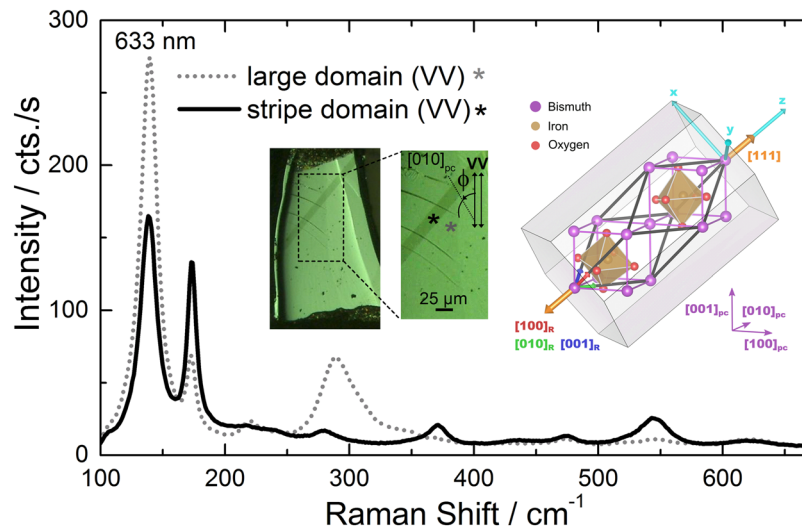 633 nm
large domain (VV) *
stripe domain (VV) *
Intensity / cts./s
300
200
100
0
100 200 300 400 500 600
Raman Shift / cm⁻¹
[010]pc VV
ϕ
* *
25 µm
Bismuth
Iron
Oxygen
x
z
y
[111]
[100]R
[010]R [001]R
[001]pc [010]pc
[100]pc